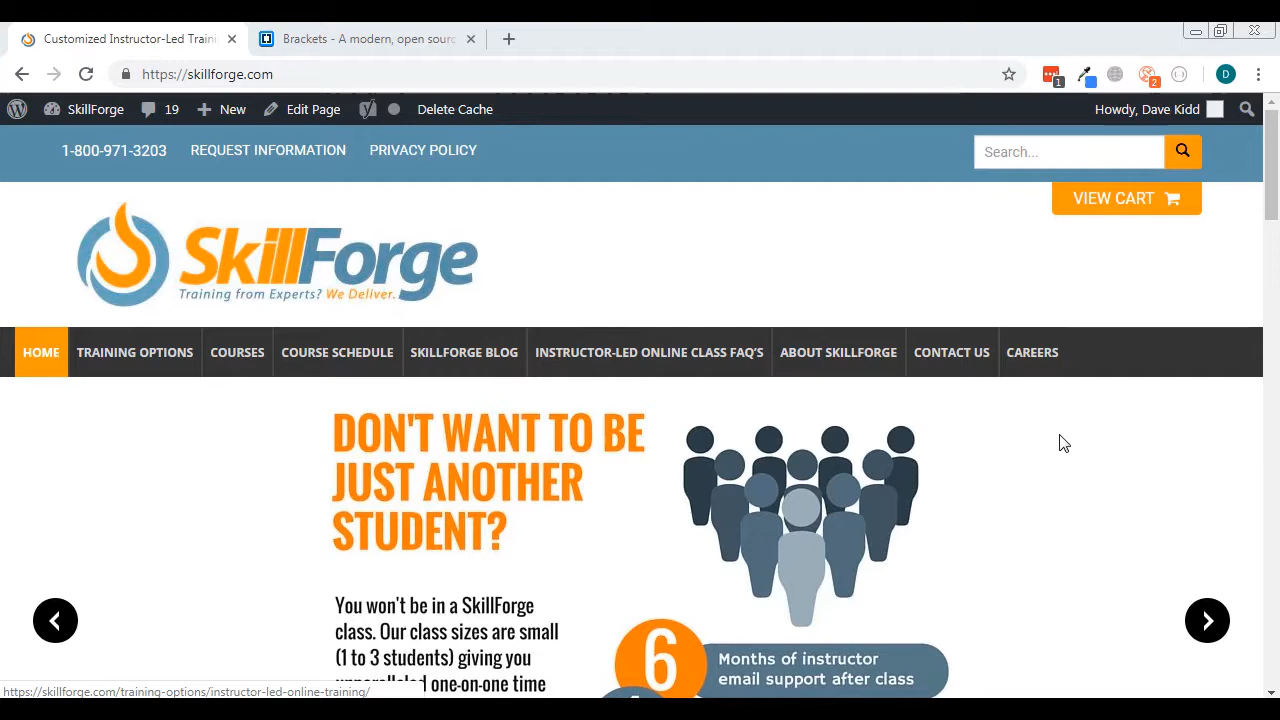 Customized Instructor-Led Traini
Brackets - A modern, open sourc
https://skillforge.com
1
2
D
SkillForge 19 New Edit Page Delete Cache Howdy, Dave Kidd
1-800-971-3203 REQUEST INFORMATION PRIVACY POLICY Search...
VIEW CART
SkillForge
Training from Experts? We Deliver.
HOME TRAINING OPTIONS COURSES COURSE SCHEDULE SKILLFORGE BLOG INSTRUCTOR-LED ONLINE CLASS FAQ'S ABOUT SKILLFORGE CONTACT US CAREERS
DON'T WANT TO BE
JUST ANOTHER
STUDENT?
You won't be in a SkillForge
class. Our class sizes are small
(1 to 3 students) giving you
unparalleled one-on-one time
6 Months of instructor
email support after class
https://skillforge.com/training-options/instructor-led-online-training/